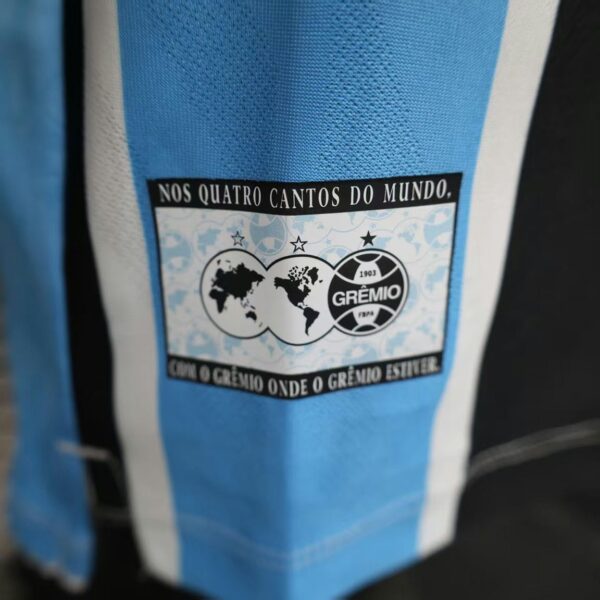 NOS QUATRO CANTOS DO MUNDO.
1903
GRÊMIO
FBPA
COM O GRÊMIO ONDE O GRÊMIO ESTIVER.